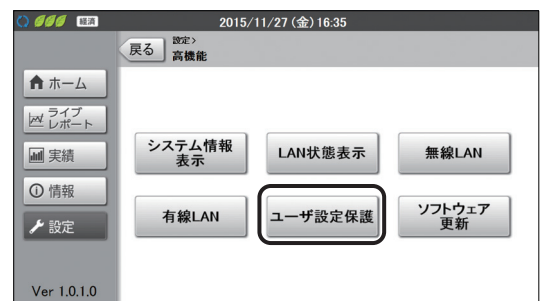 経済
2015/11/27(金)16:35
戻る
設定>
高機能
ホーム
ライブ
レポート
実績
情報
設定
システム情報
表示
LAN状態表示
無線LAN
有線LAN
ユーザ設定保護
ソフトウェア
更新
Ver 1.0.1.0